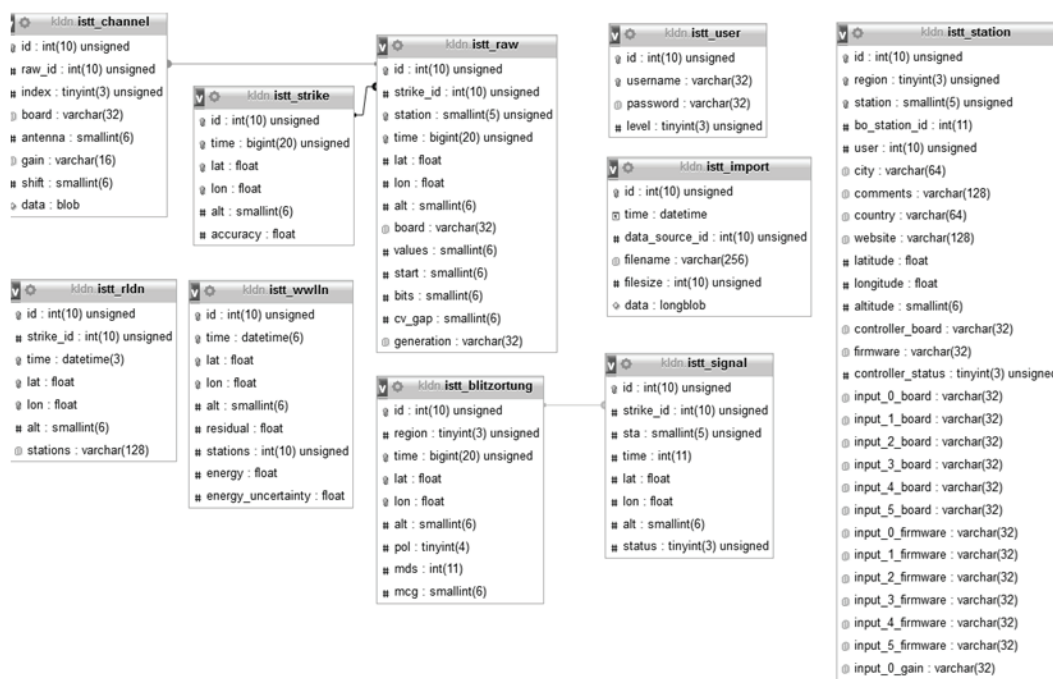 kldn istt_channel
id : int(10) unsigned
raw_id : int(10) unsigned
index : tinyint(3) unsigned
board : varchar(32)
antenna : smallint(6)
gain : varchar(16)
shift : smallint(6)
data : blob
kldn istt_strike
id : int(10) unsigned
time : bigint(20) unsigned
lat : float
lon : float
alt : smallint(6)
accuracy : float
kldn istt_raw
id : int(10) unsigned
strike_id : int(10) unsigned
station : smallint(5) unsigned
time : bigint(20) unsigned
lat : float
lon : float
alt : smallint(6)
board : varchar(32)
values : smallint(6)
start : smallint(6)
bits : smallint(6)
cv_gap : smallint(6)
generation : varchar(32)
kldn istt_user
id : int(10) unsigned
username : varchar(32)
password : varchar(32)
level : tinyint(3) unsigned
kldn istt_import
id : int(10) unsigned
time : datetime
data_source_id : int(10) unsigned
filename : varchar(256)
filesize : int(10) unsigned
data : longblob
kldn istt_station
id : int(10) unsigned
region : tinyint(3) unsigned
station : smallint(5) unsigned
bo_station_id : int(11)
user : int(10) unsigned
city : varchar(64)
comments : varchar(128)
country : varchar(64)
website : varchar(128)
latitude : float
longitude : float
altitude : smallint(6)
controller_board : varchar(32)
firmware : varchar(32)
controller_status : tinyint(3) unsigned
input_0_board : varchar(32)
input_1_board : varchar(32)
input_2_board : varchar(32)
input_3_board : varchar(32)
input_4_board : varchar(32)
input_5_board : varchar(32)
input_0_firmware : varchar(32)
input_1_firmware : varchar(32)
input_2_firmware : varchar(32)
input_3_firmware : varchar(32)
input_4_firmware : varchar(32)
input_5_firmware : varchar(32)
input_0_gain : varchar(32)
kldn istt_rldn
id : int(10) unsigned
strike_id : int(10) unsigned
time : datetime(3)
lat : float
lon : float
alt : smallint(6)
stations : varchar(128)
kldn istt_wwlln
id : int(10) unsigned
time : datetime(6)
lat : float
lon : float
alt : smallint(6)
residual : float
stations : int(10) unsigned
energy : float
energy_uncertainty : float
kldn istt_blitzortung
id : int(10) unsigned
region : tinyint(3) unsigned
time : bigint(20) unsigned
lat : float
lon : float
alt : smallint(6)
pol : tinyint(4)
mds : int(11)
mcg : smallint(6)
kldn istt_signal
id : int(10) unsigned
strike_id : int(10) unsigned
sta : smallint(5) unsigned
time : int(11)
lat : float
lon : float
alt : smallint(6)
status : tinyint(3) unsigned